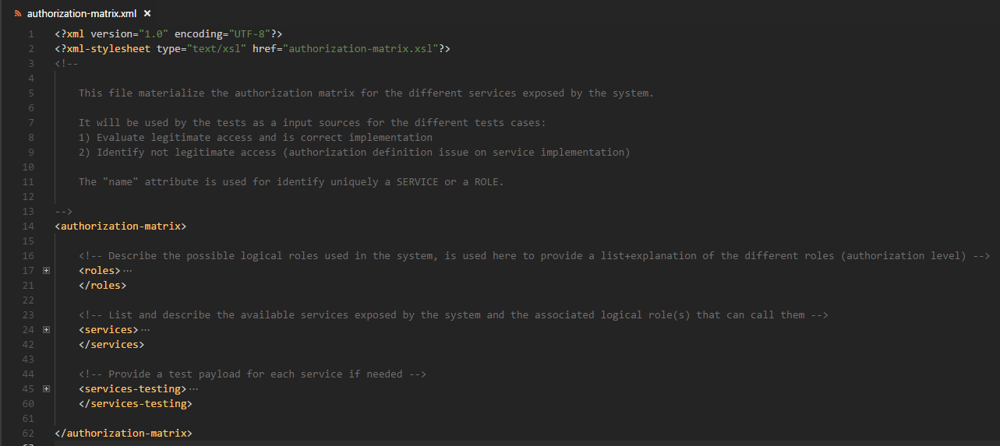 authorization-matrix.xml ×
1 <?xml version="1.0" encoding="UTF-8"?>
2 <?xml-stylesheet type="text/xsl" href="authorization-matrix.xsl"?>
3 <!--
4
5 This file materialize the authorization matrix for the different services exposed by the system.
6
7 It will be used by the tests as a input sources for the different tests cases:
8 1) Evaluate legitimate access and is correct implementation
9 2) Identify not legitimate access (authorization definition issue on service implementation)
10
11 The "name" attribute is used for identify uniquely a SERVICE or a ROLE.
12
13 -->
14 <authorization-matrix>
15
16 <!-- Describe the possible logical roles used in the system, is used here to provide a list+explanation of the different roles (authorization level) -->
17 <roles>···
21 </roles>
22
23 <!-- List and describe the available services exposed by the system and the associated logical role(s) that can call them -->
24 <services>···
42 </services>
43
44 <!-- Provide a test payload for each service if needed -->
45 <services-testing>···
60 </services-testing>
61
62 </authorization-matrix>